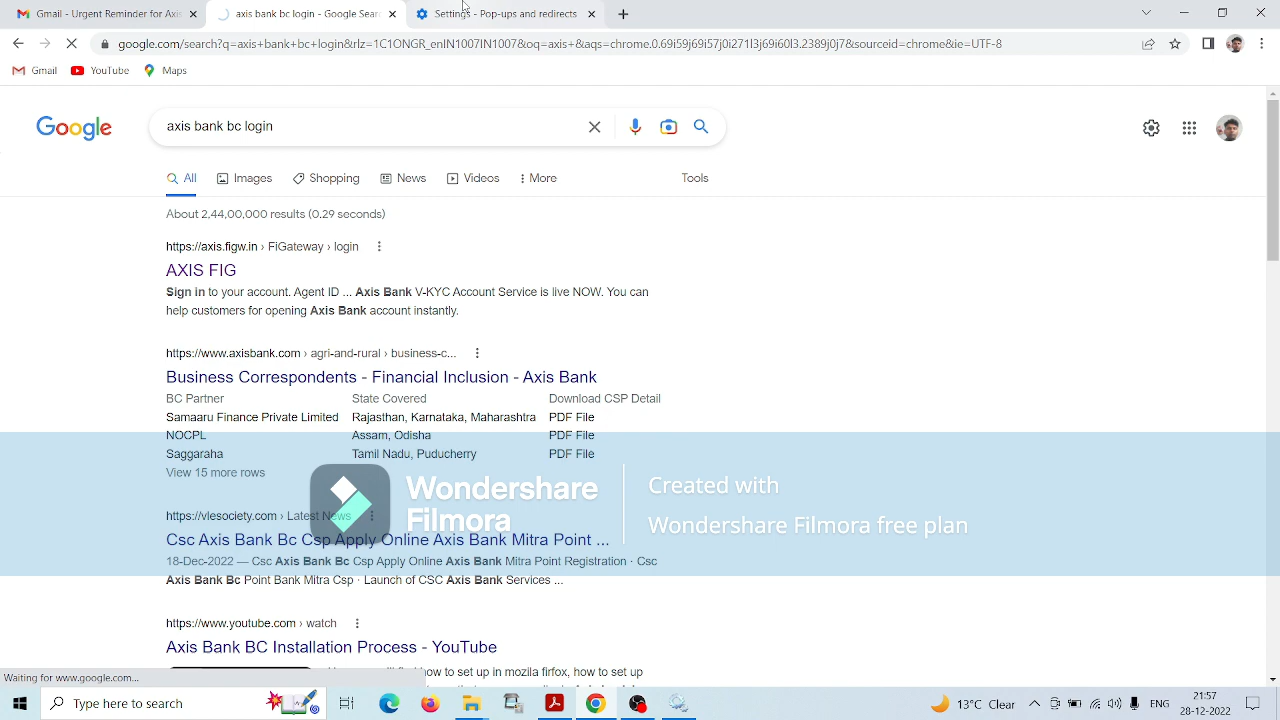 Gmail - Important for Ad
axis bank bc login - Google Sear
Settings - Pop-ups and redirects
google.com/search?q=axis+bank+bc+login&rlz=1C1ONGR_enIN1007IN1007&oq=axis+&aqs=chrome.0.69i59j69i57j0i271l3j69i60l3.2389j0j7&sourceid=chrome&ie=UTF-8
Gmail YouTube Maps
Google
axis bank bc login
All Images Shopping News Videos More Tools
About 2,44,00,000 results (0.29 seconds)
https://axis.figw.in › FiGateway › login
AXIS FIG
Sign in to your account. Agent ID ... Axis Bank V-KYC Account Service is live NOW. You can
help customers for opening Axis Bank account instantly.
https://www.axisbank.com › agri-and-rural › business-c...
Business Correspondents - Financial Inclusion - Axis Bank
BC Partner State Covered Download CSP Detail
Samaaru Finance Private Limited Rajasthan, Karnataka, Maharashtra PDF File
NOCPL Assam, Odisha PDF File
Saggraha Tamil Nadu, Puducherry PDF File
View 15 more rows
Wondershare
Filmora
Created with
Wondershare Filmora free plan
https://vlesociety.com › Latest News
Csc Axis Bank Bc Csp Apply Online Axis Bank Mitra Point ...
18-Dec-2022 — Csc Axis Bank Bc Csp Apply Online Axis Bank Mitra Point Registration · Csc
Axis Bank Bc Point Bank Mitra Csp · Launch of CSC Axis Bank Services ...
https://www.youtube.com › watch
Axis Bank BC Installation Process - YouTube
how to set up in mozila firfox, how to set up
Waiting for www.google.com...
Type here to search
13°C Clear
ENG
21:57
28-12-2022